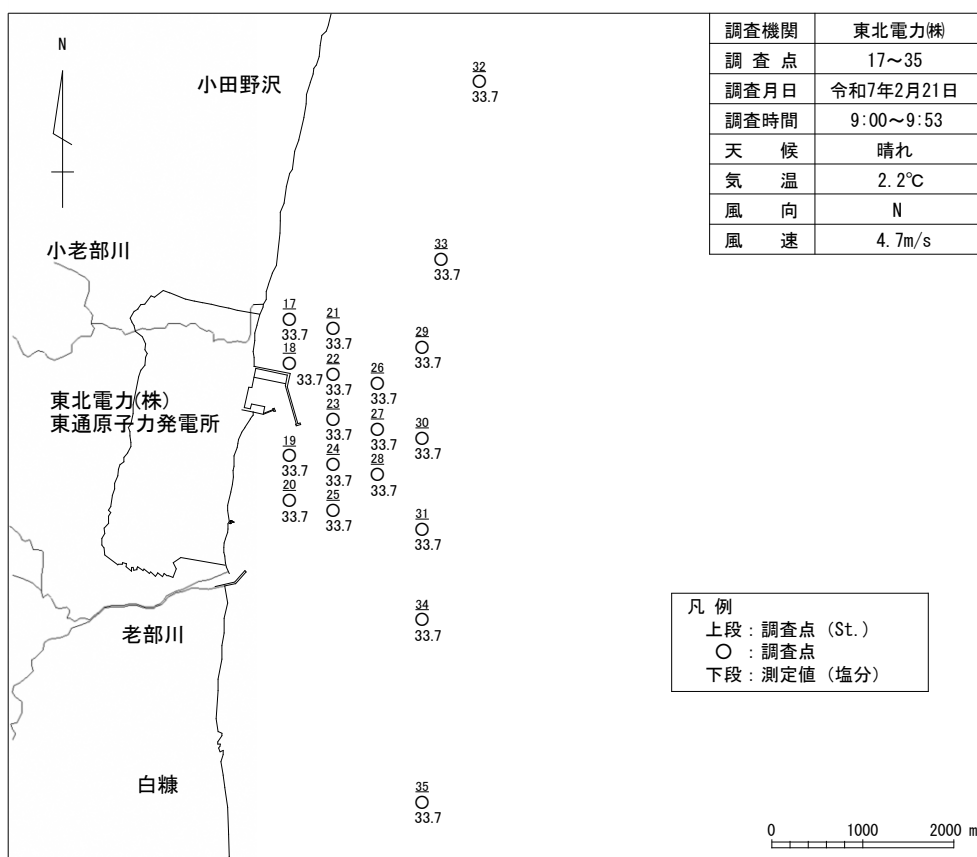 調査機関 東北電力㈱
調 査 点 17～35
調査月日 令和7年2月21日
調査時間 9:00～9:53
天 候 晴れ
気 温 2.2℃
風 向 N
風 速 4.7m/s
N
小田野沢
32
33.7
小老部川
33
33.7
17
33.7
21
33.7
18
33.7
29
33.7
22
33.7
26
33.7
東北電力(株)
東通原子力発電所
23
33.7
27
33.7
30
33.7
19
33.7
24
33.7
28
33.7
20
33.7
25
33.7
31
33.7
34
33.7
老部川
凡 例
上段：調査点（St.）
○ ：調査点
下段：測定値（塩分）
白糠
35
33.7
0 1000 2000 m